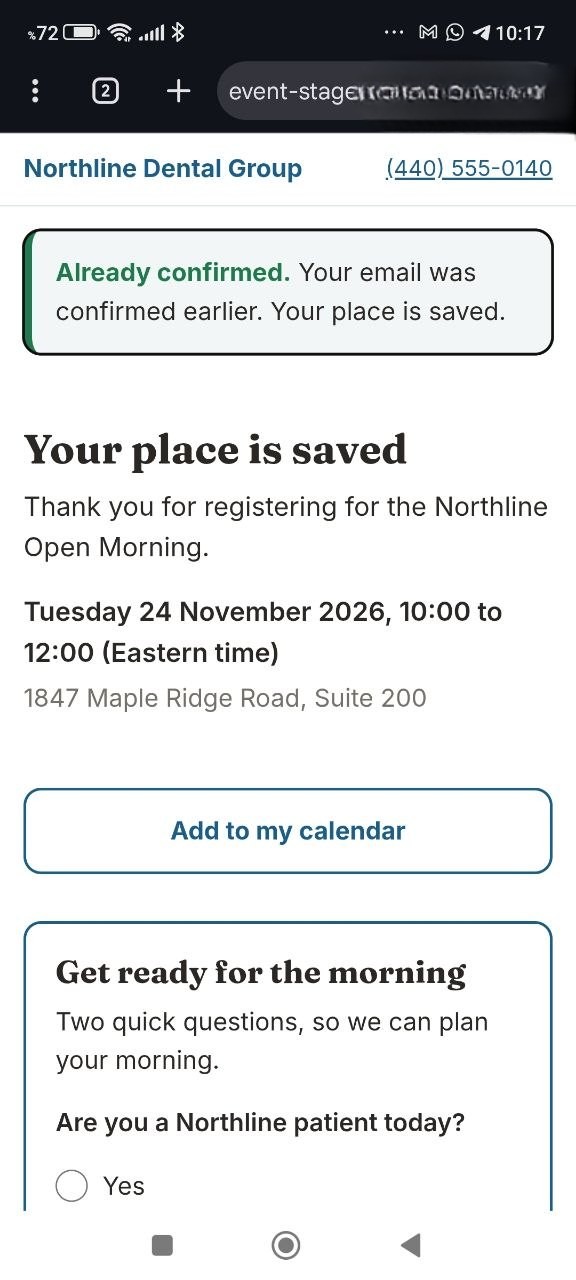 %72
10:17
2
event-stage
Northline Dental Group
(440) 555-0140
Already confirmed. Your email was
confirmed earlier. Your place is saved.
Your place is saved
Thank you for registering for the Northline
Open Morning.
Tuesday 24 November 2026, 10:00 to
12:00 (Eastern time)
1847 Maple Ridge Road, Suite 200
Add to my calendar
Get ready for the morning
Two quick questions, so we can plan
your morning.
Are you a Northline patient today?
Yes